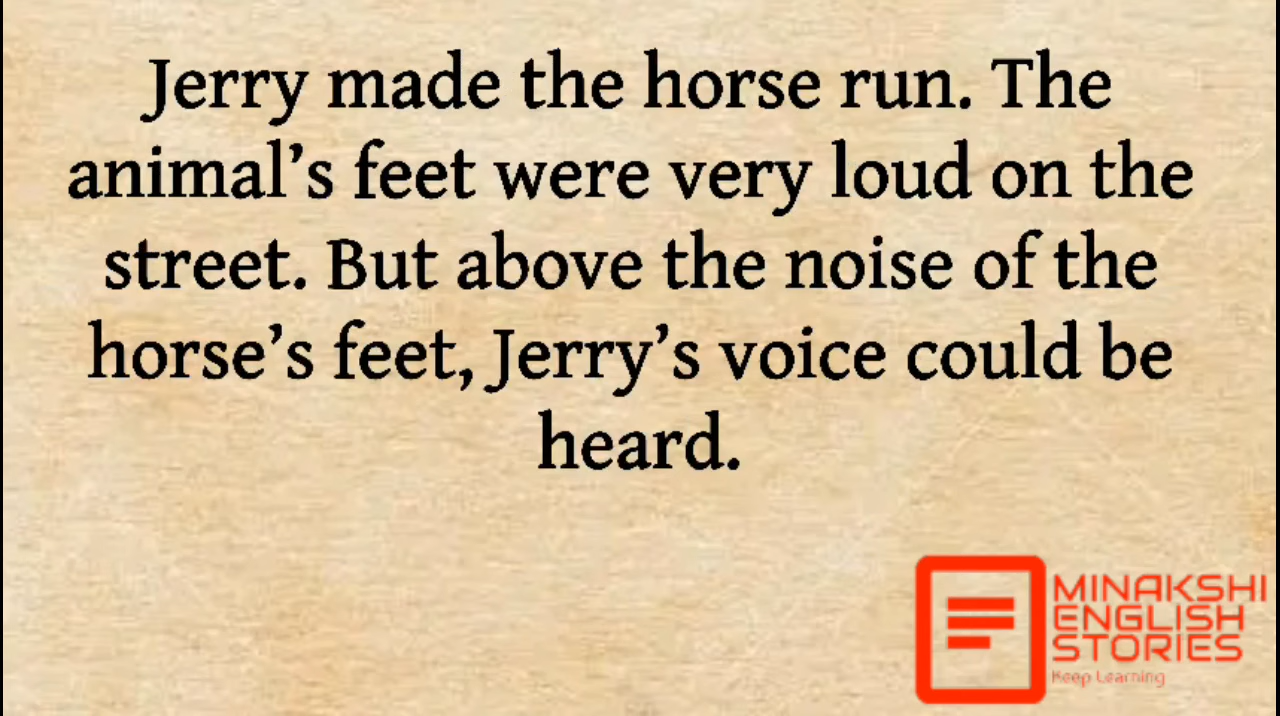 Jerry made the horse run. The
animal’s feet were very loud on the
street. But above the noise of the
horse’s feet, Jerry’s voice could be
heard.
MINAKSHI
ENGLISH
STORIES
Keep Learning